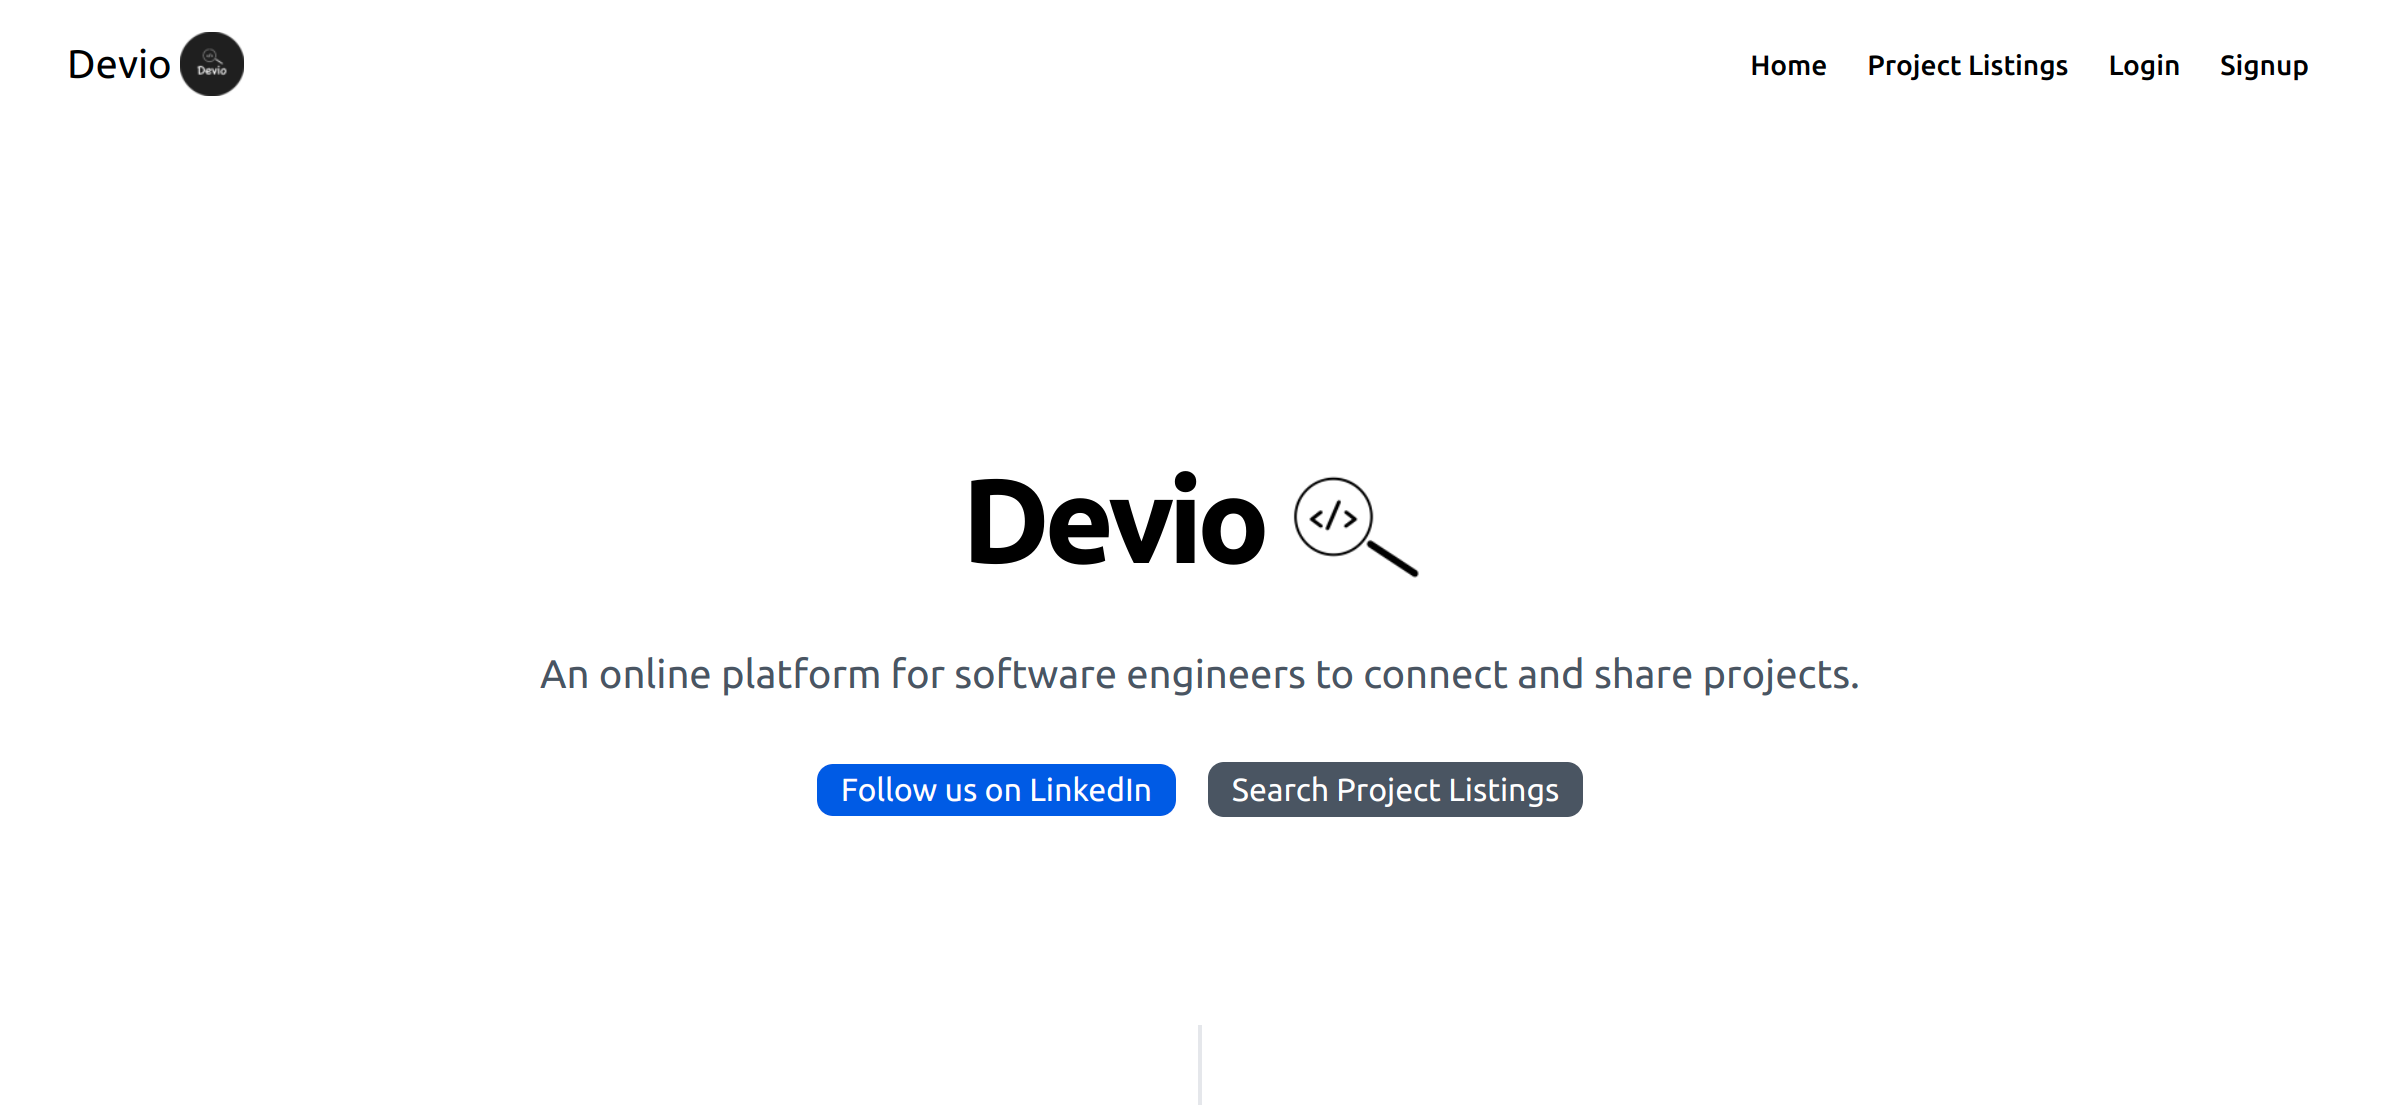 Devio Devio
Home Project Listings Login Signup
Devio </>
An online platform for software engineers to connect and share projects.
Follow us on LinkedIn Search Project Listings